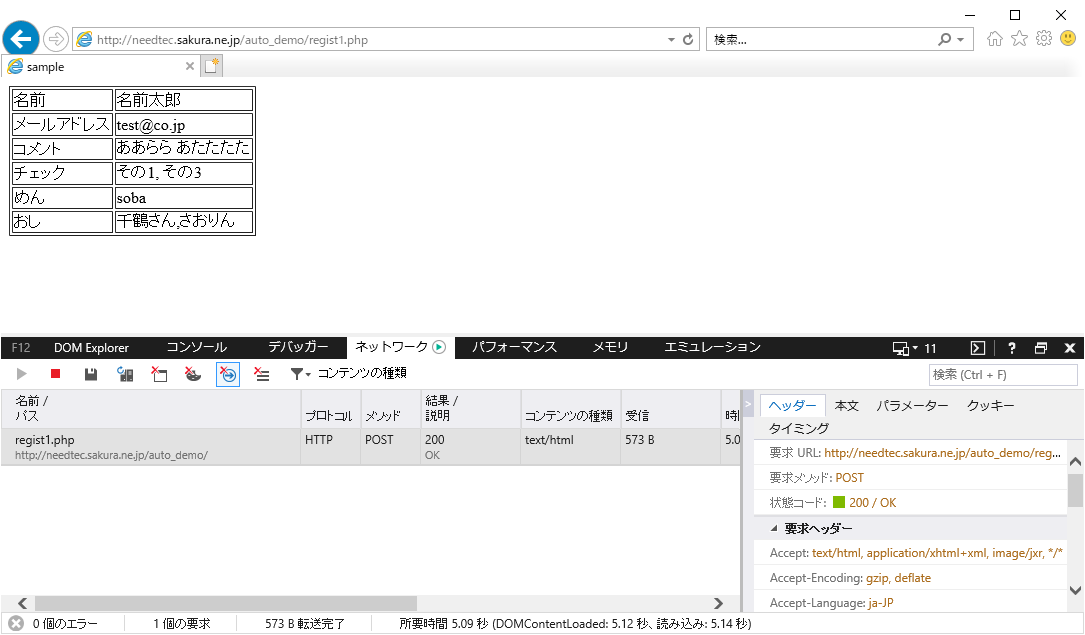 http://needtec.sakura.ne.jp/auto_demo/regist1.php
検索...
sample
名前 名前太郎
メールアドレス test@co.jp
コメント ああらら あたたたた
チェック その1, その3
めん soba
おし 千鶴さん,さおりん
F12 DOM Explorer コンソール デバッガー ネットワーク パフォーマンス メモリ エミュレーション 11 ?
コンテンツの種類 検索 (Ctrl + F)
名前 / パス プロトコル メソッド 結果 / 説明 コンテンツの種類 受信
regist1.php HTTP POST 200 text/html 573 B 5.0
http://needtec.sakura.ne.jp/auto_demo/ OK
ヘッダー 本文 パラメーター クッキー
タイミング
要求 URL: http://needtec.sakura.ne.jp/auto_demo/reg...
要求メソッド: POST
状態コード: 200 / OK
要求ヘッダー
Accept: text/html, application/xhtml+xml, image/jxr, */*
Accept-Encoding: gzip, deflate
Accept-Language: ja-JP
0 個のエラー 1 個の要求 573 B 転送完了 所要時間 5.09 秒 (DOMContentLoaded: 5.12 秒、読み込み: 5.14 秒)